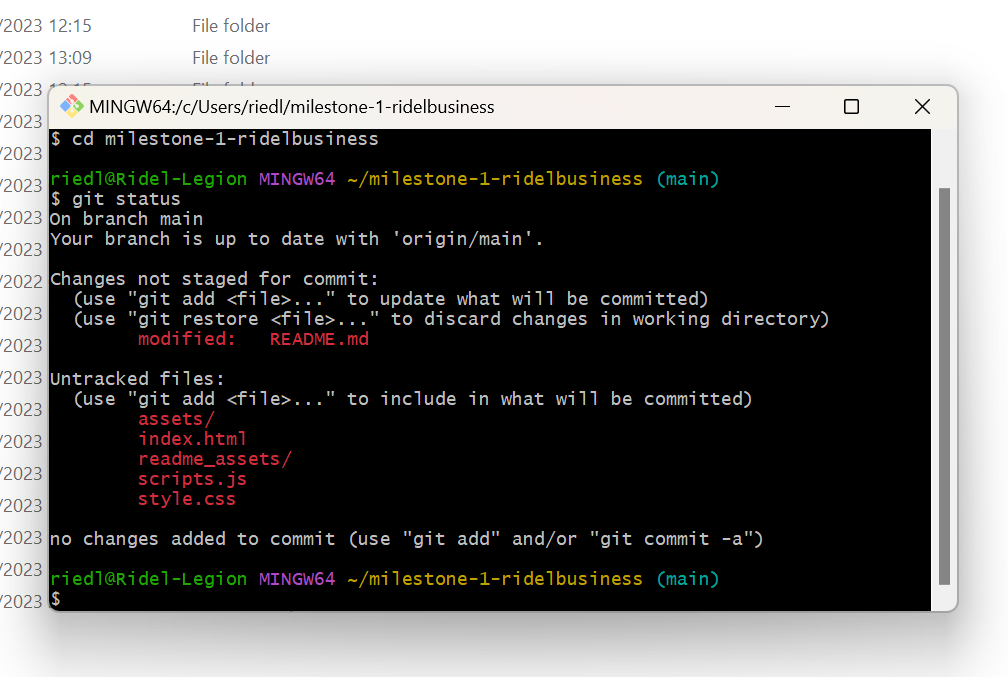 /2023 12:15 File folder
/2023 13:09 File folder
/2023
MINGW64:/c/Users/riedl/milestone-1-ridelbusiness
/2023
/2023
/2023
/2023
/2023
/2022
/2023
/2023
/2023
/2023
/2023
/2023
/2023
/2023
/2023
/2023
$ cd milestone-1-ridelbusiness
riedl@Ridel-Legion MINGW64 ~/milestone-1-ridelbusiness (main)
$ git status
On branch main
Your branch is up to date with 'origin/main'.
Changes not staged for commit:
(use "git add <file>..." to update what will be committed)
(use "git restore <file>..." to discard changes in working directory)
modified: README.md
Untracked files:
(use "git add <file>..." to include in what will be committed)
assets/
index.html
readme_assets/
scripts.js
style.css
no changes added to commit (use "git add" and/or "git commit -a")
riedl@Ridel-Legion MINGW64 ~/milestone-1-ridelbusiness (main)
$